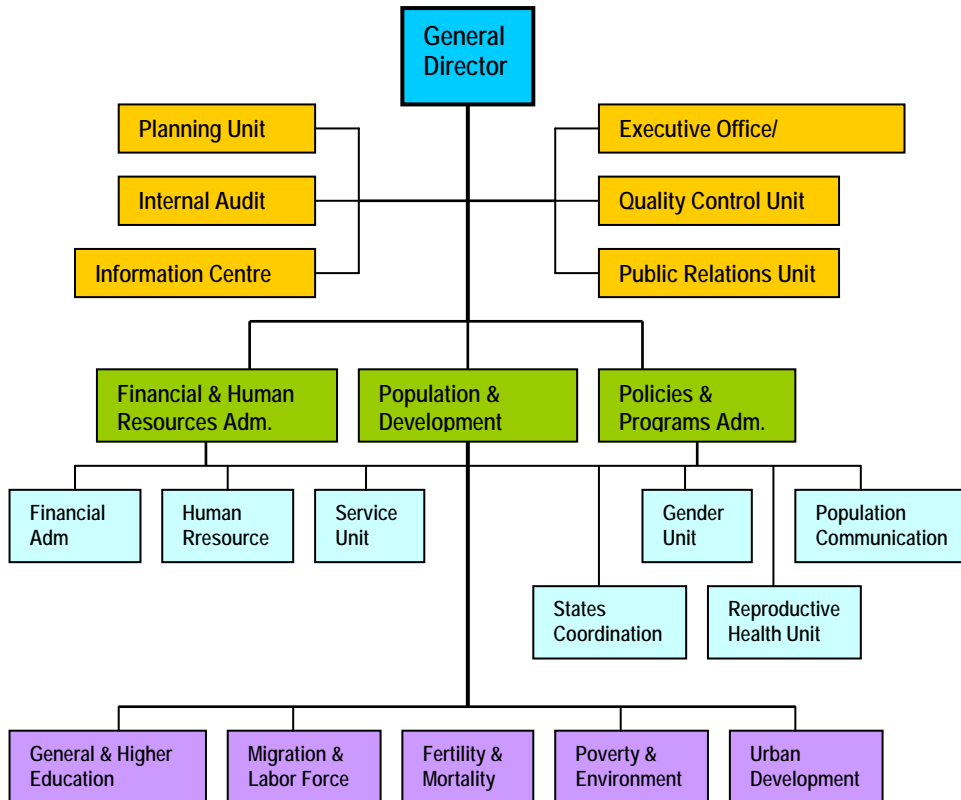 General
Director
Planning Unit
Executive Office/
Internal Audit
Quality Control Unit
Information Centre
Public Relations Unit
Financial & Human
Resources Adm.
Population &
Development
Policies &
Programs Adm.
Financial
Adm
Human
Rresource
Service
Unit
Gender
Unit
Population
Communication
States
Coordination
Reproductive
Health Unit
General & Higher
Education
Migration &
Labor Force
Fertility &
Mortality
Poverty &
Environment
Urban
Development